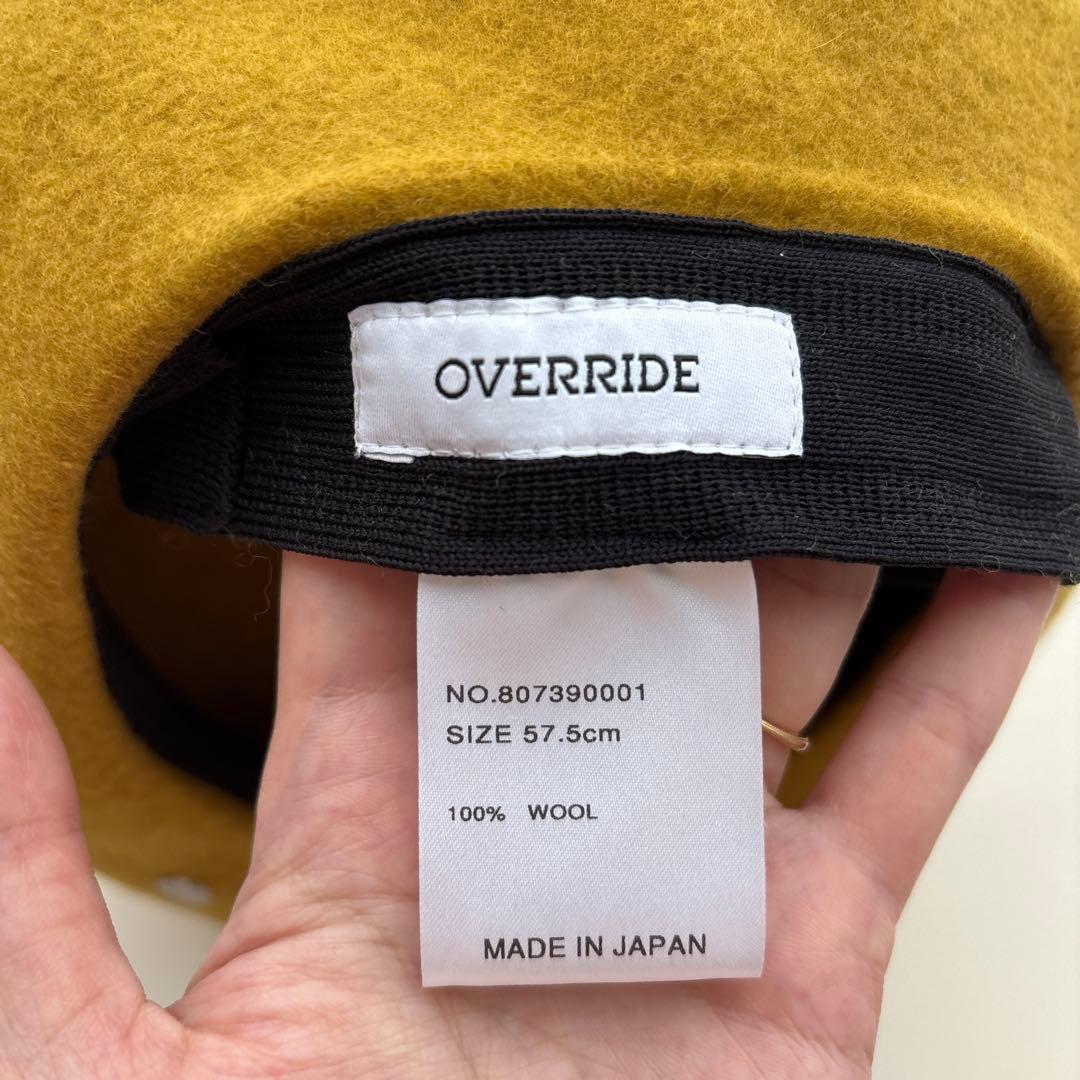 OVERRIDE
NO.807390001
SIZE 57.5cm
100% WOOL
MADE IN JAPAN